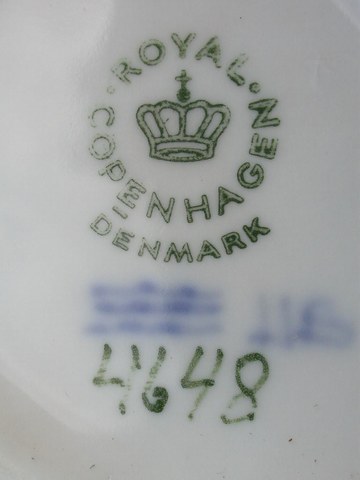 ROYAL
COPENHAGEN
DENMARK
4648